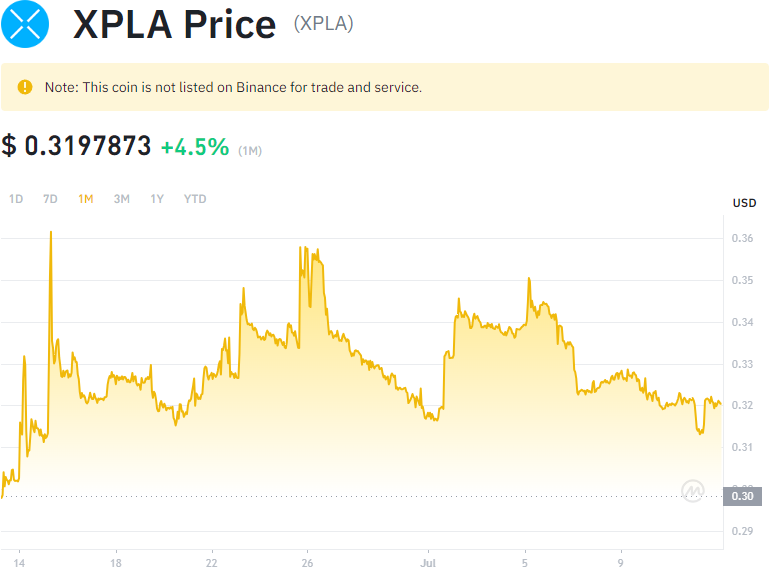 XPLA Price (XPLA)
Note: This coin is not listed on Binance for trade and service.
$ 0.3197873 +4.5% (1M)
1D 7D 1M 3M 1Y YTD
USD
0.36
0.35
0.34
0.33
0.32
0.31
0.30
0.29
14 18 22 26 Jul 5 9